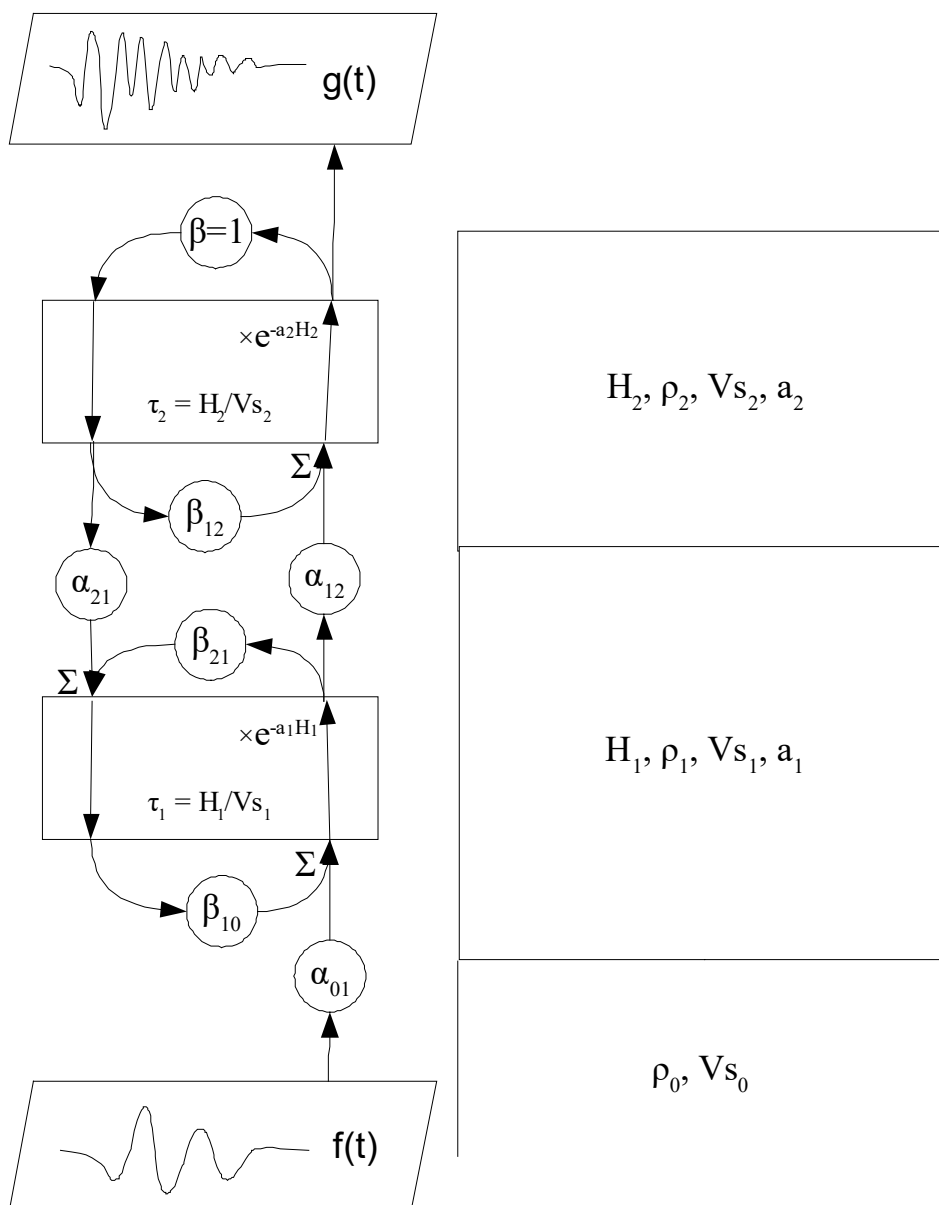 g(t)
β=1
×e^-a₂H₂
τ₂ = H₂/Vs₂
H₂, ρ₂, Vs₂, a₂
Σ
β₁₂
α₂₁
α₁₂
β₂₁
Σ
×e^-a₁H₁
τ₁ = H₁/Vs₁
H₁, ρ₁, Vs₁, a₁
Σ
β₁₀
α₀₁
ρ₀, Vs₀
f(t)